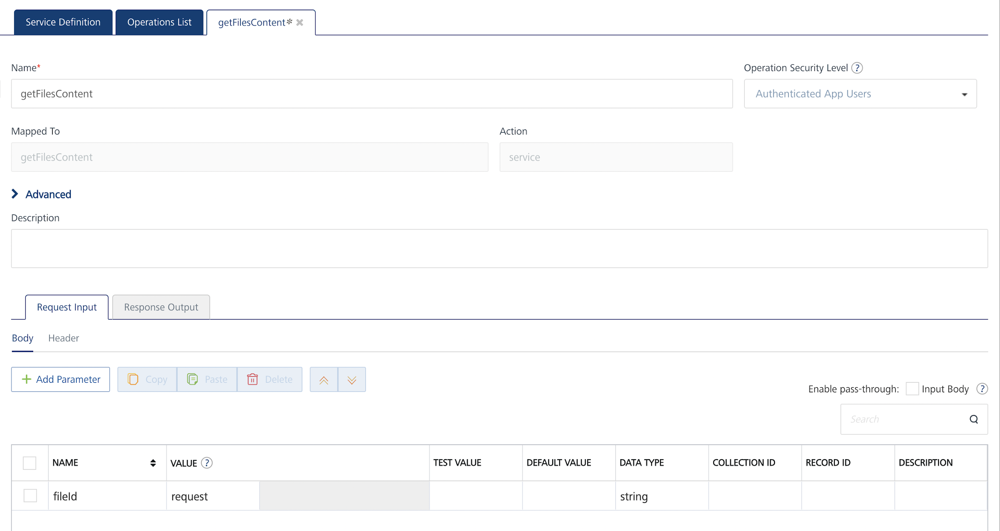 Service Definition Operations List getFilesContent*
Name* Operation Security Level ?
getFilesContent Authenticated App Users
Mapped To Action
getFilesContent service
Advanced
Description
Request Input Response Output
Body Header
Add Parameter Copy Paste Delete
Enable pass-through: Input Body ?
Search
NAME VALUE ? TEST VALUE DEFAULT VALUE DATA TYPE COLLECTION ID RECORD ID DESCRIPTION
fileId request string